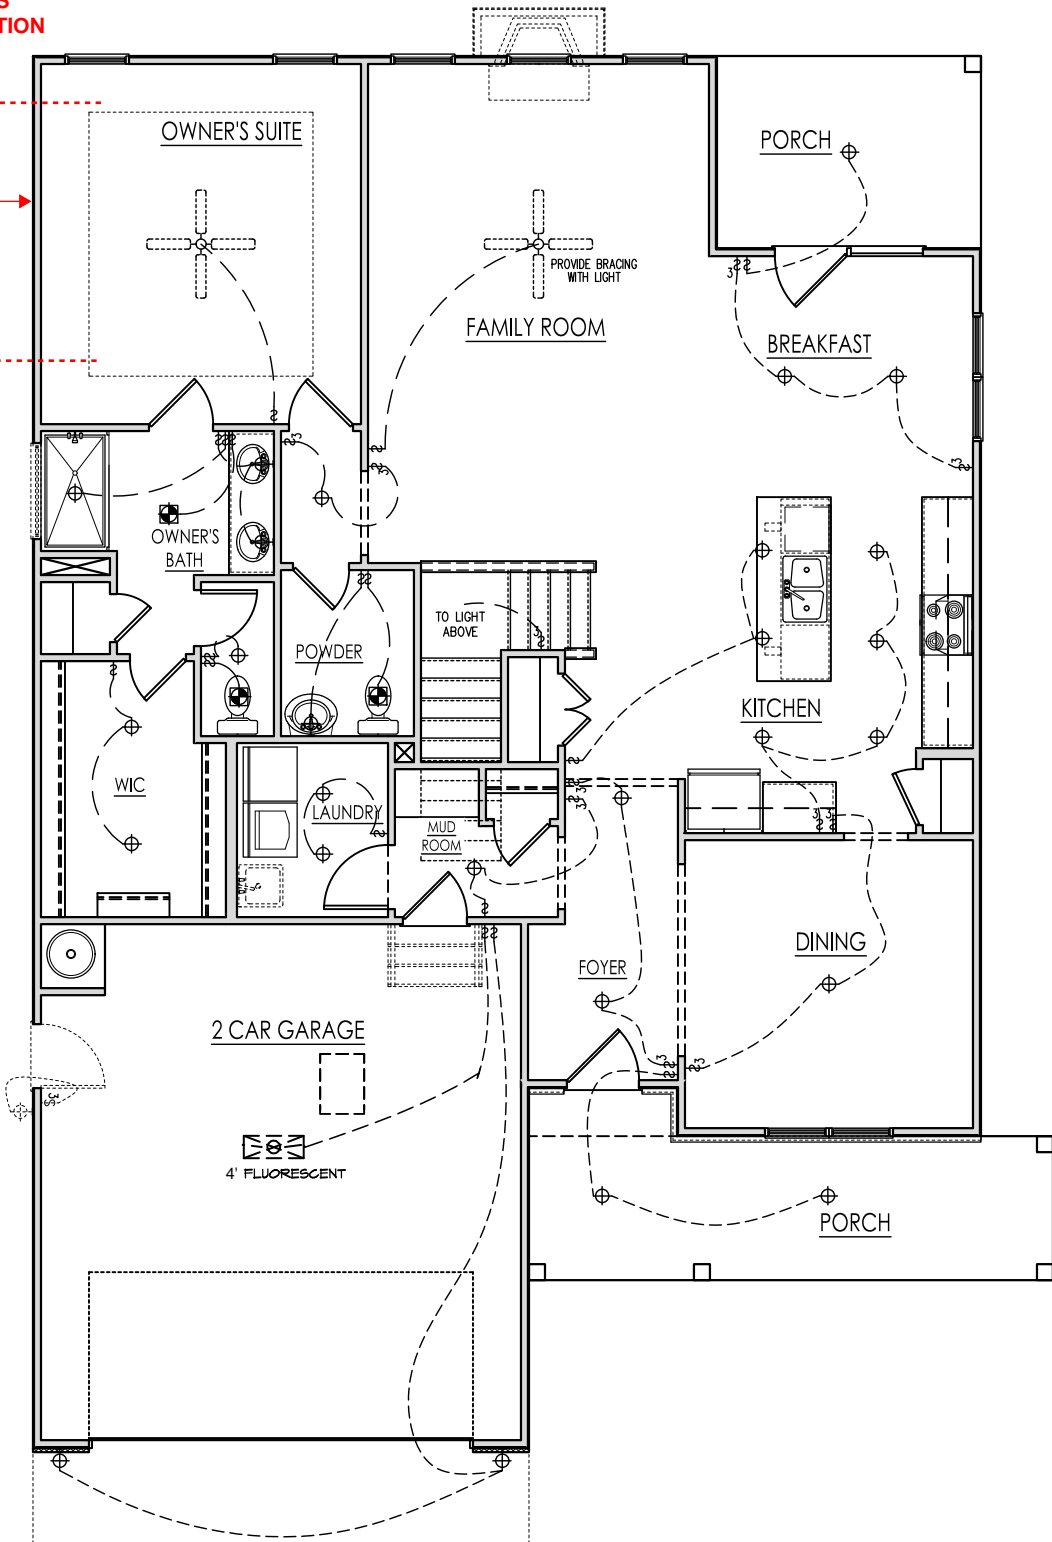 S
TION
OWNER'S SUITE
PORCH
PROVIDE BRACING
WITH LIGHT
FAMILY ROOM
BREAKFAST
OWNER'S
BATH
TO LIGHT
ABOVE
POWDER
KITCHEN
WIC
LAUNDRY
MUD
ROOM
DINING
FOYER
2 CAR GARAGE
4' FLUORESCENT
PORCH